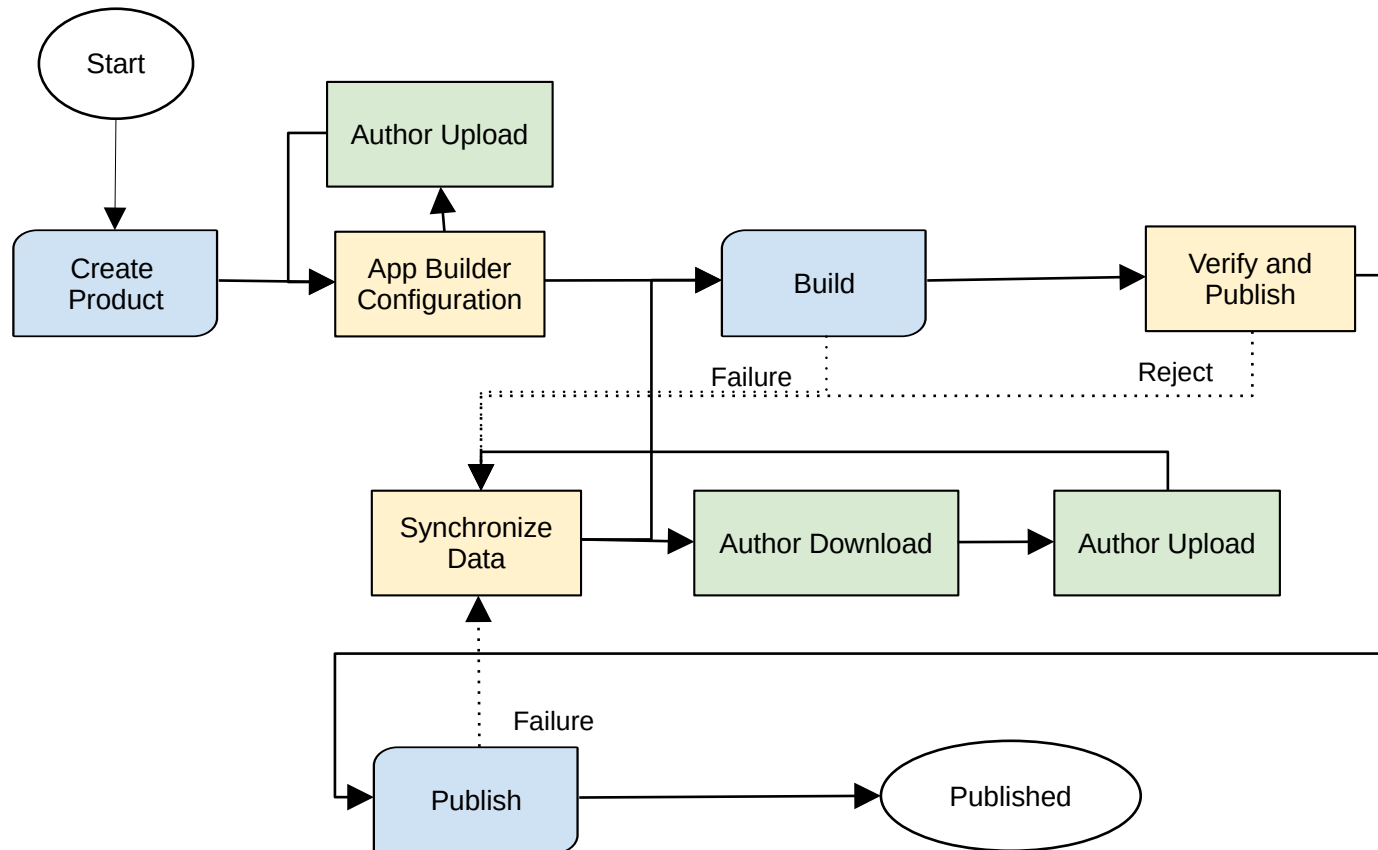 Start
Author Upload
Create
Product
App Builder
Configuration
Build
Verify and
Publish
Failure
Reject
Synchronize
Data
Author Download
Author Upload
Failure
Publish
Published